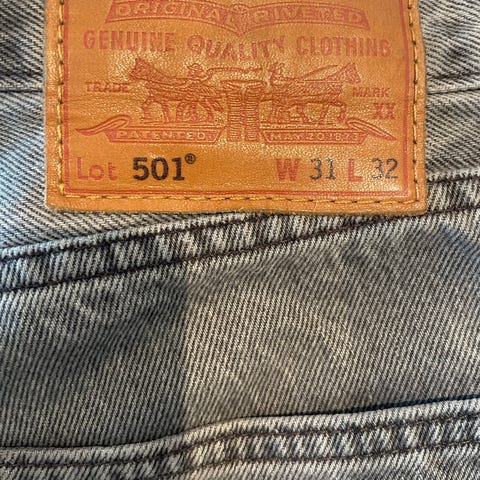 ORIGINAL RIVETED
GENUINE QUALITY CLOTHING
TRADE MARK
XX
PATENTED MAY 20 1873
Lot 501® W 31 L 32